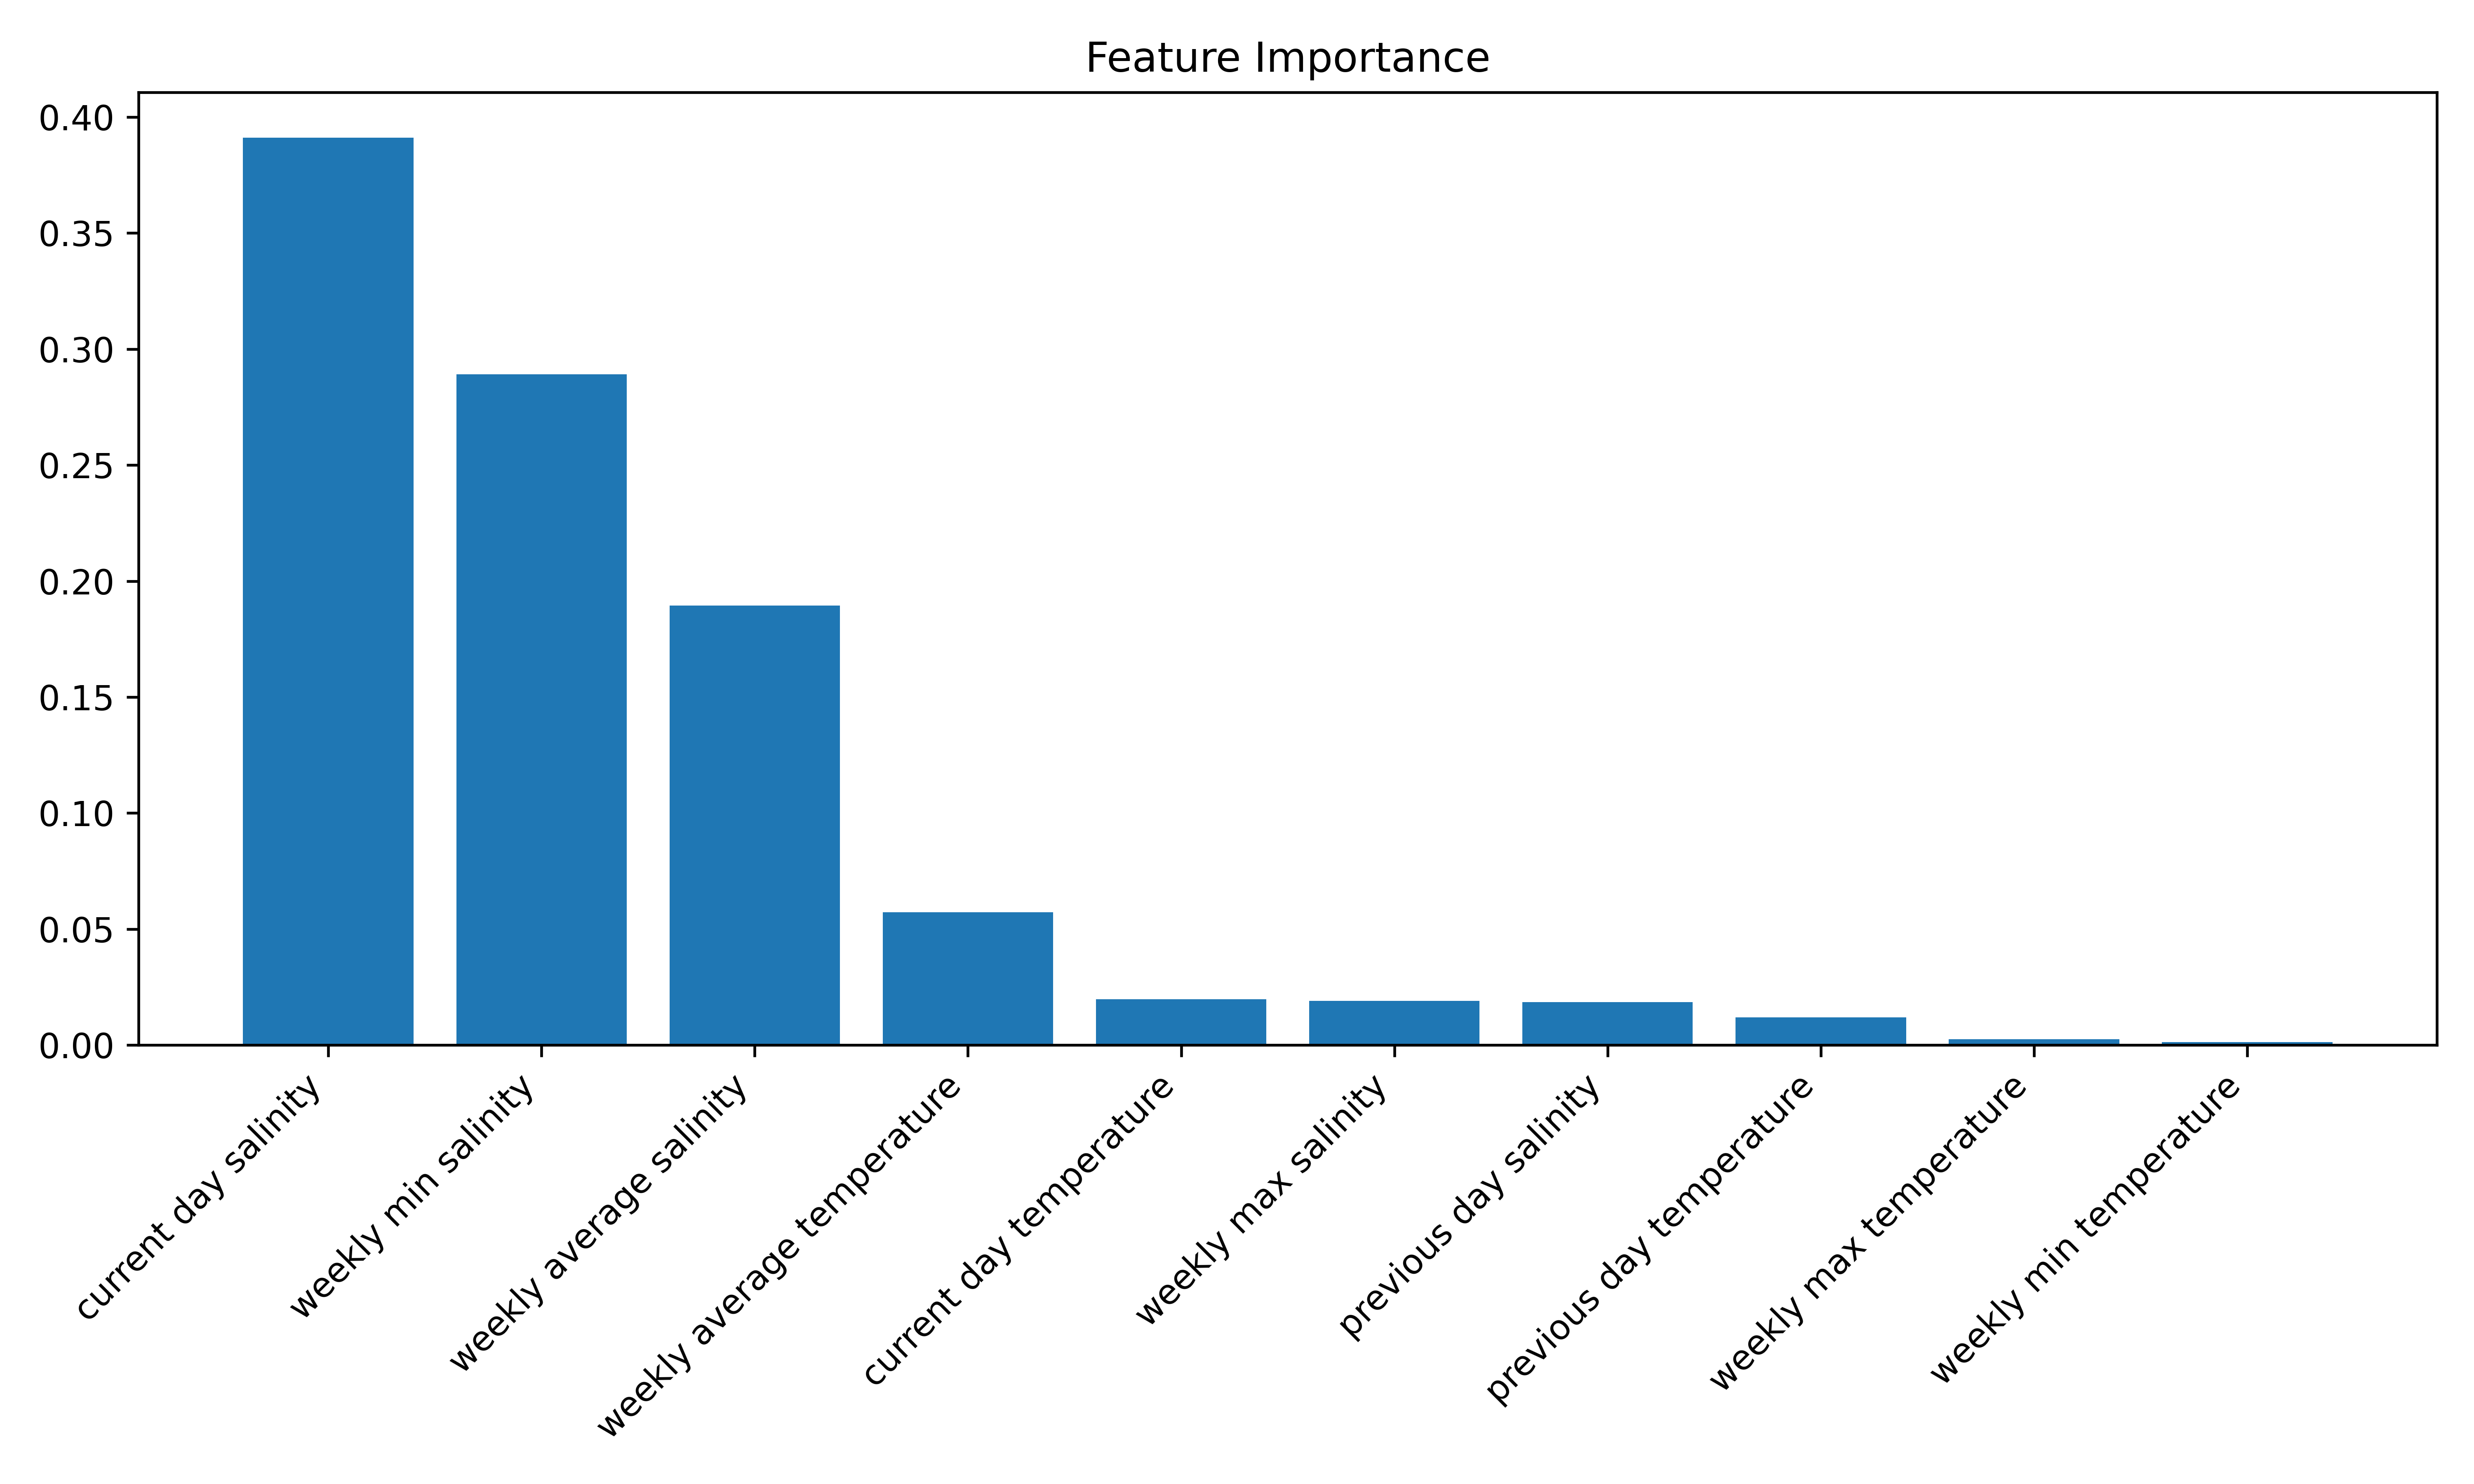 Feature Importance
0.40
0.35
0.30
0.25
0.20
0.15
0.10
0.05
0.00
current day salinity
weekly min salinity
weekly average salinity
weekly average temperature
current day temperature
weekly max salinity
previous day salinity
previous day temperature
weekly max temperature
weekly min temperature